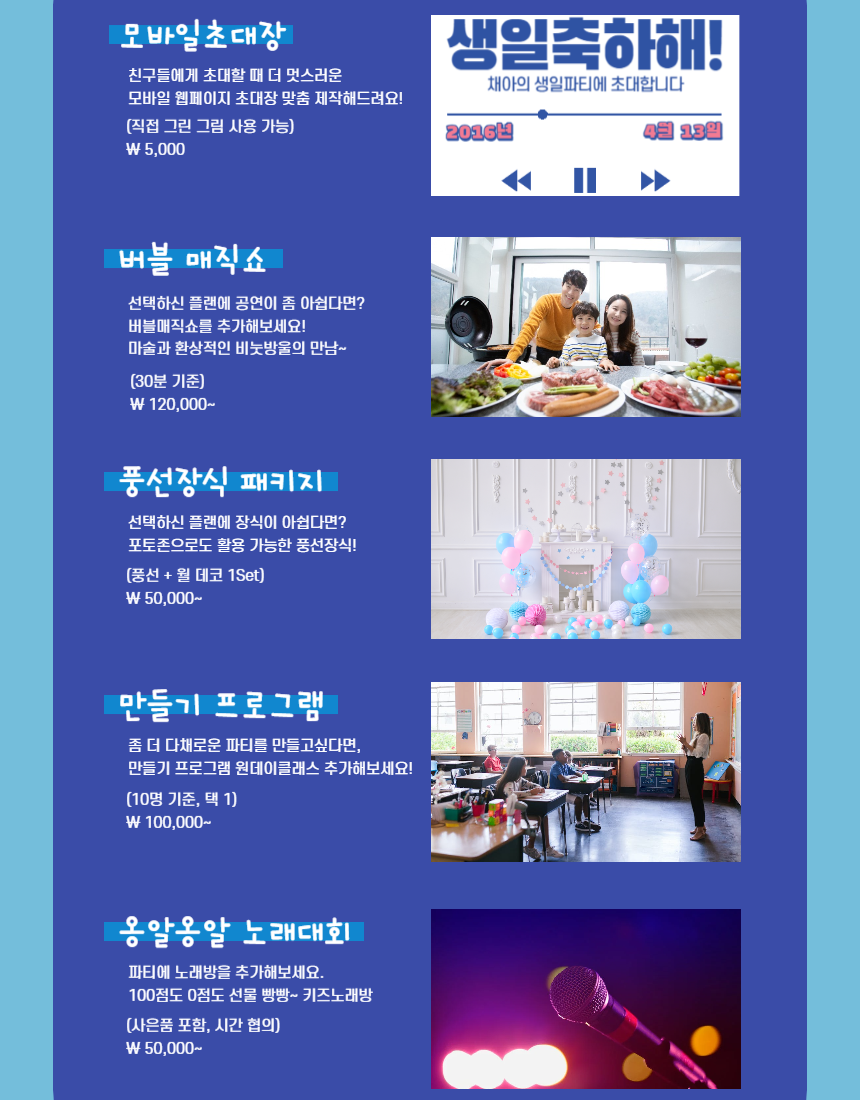 모바일초대장
친구들에게 초대할 때 더 멋스러운
모바일 웹페이지 초대장 맞춤 제작해드려요!
(직접 그린 그림 사용 가능)
₩ 5,000
생일축하해!
채아의 생일파티에 초대합니다
2016년 4월 13일
버블 매직쇼
선택하신 플랜에 공연이 좀 아쉽다면?
버블매직쇼를 추가해보세요!
마술과 환상적인 비눗방울의 만남~
(30분 기준)
₩ 120,000~
풍선장식 패키지
선택하신 플랜에 장식이 아쉽다면?
포토존으로도 활용 가능한 풍선장식!
(풍선 + 월 데코 1Set)
₩ 50,000~
만들기 프로그램
좀 더 다채로운 파티를 만들고싶다면,
만들기 프로그램 원데이클래스 추가해보세요!
(10명 기준, 택 1)
₩ 100,000~
옹알옹알 노래대회
파티에 노래방을 추가해보세요.
100점도 0점도 선물 빵빵~ 키즈노래방
(사은품 포함, 시간 협의)
₩ 50,000~